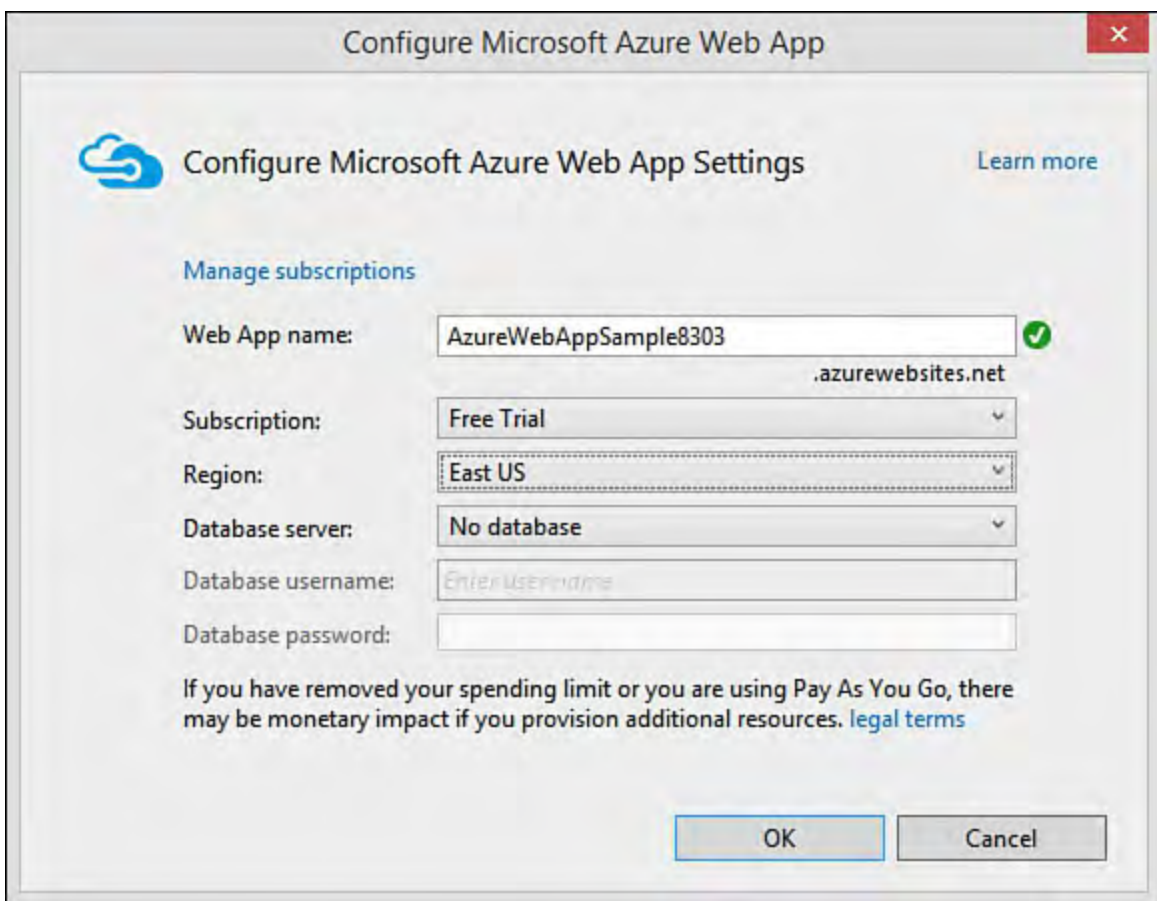 Configure Microsoft Azure Web App
Configure Microsoft Azure Web App Settings
Learn more
Manage subscriptions
Web App name:
AzureWebAppSample8303
.azurewebsites.net
Subscription:
Free Trial
Region:
East US
Database server:
No database
Database username:
Enter username
Database password:
If you have removed your spending limit or you are using Pay As You Go, there
may be monetary impact if you provision additional resources. legal terms
OK
Cancel